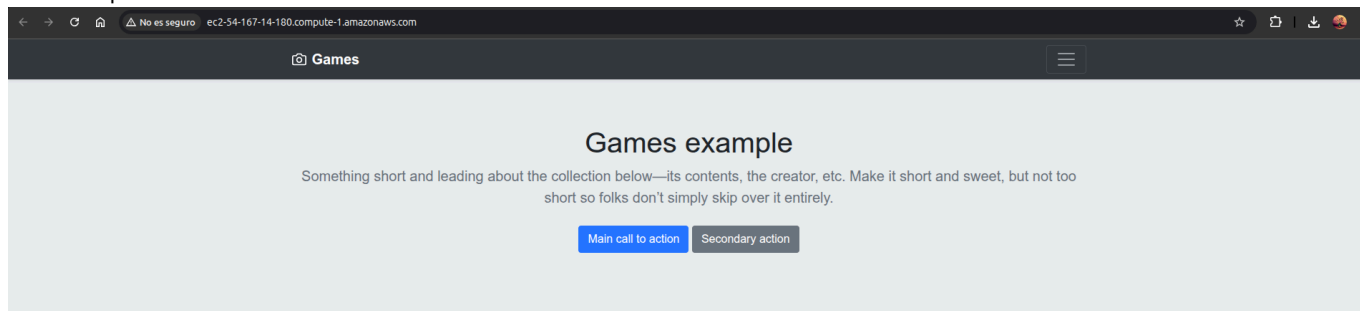 No es seguro ec2-54-167-14-180.compute-1.amazonaws.com
Games
Games example
Something short and leading about the collection below—its contents, the creator, etc. Make it short and sweet, but not too
short so folks don’t simply skip over it entirely.
Main call to action Secondary action